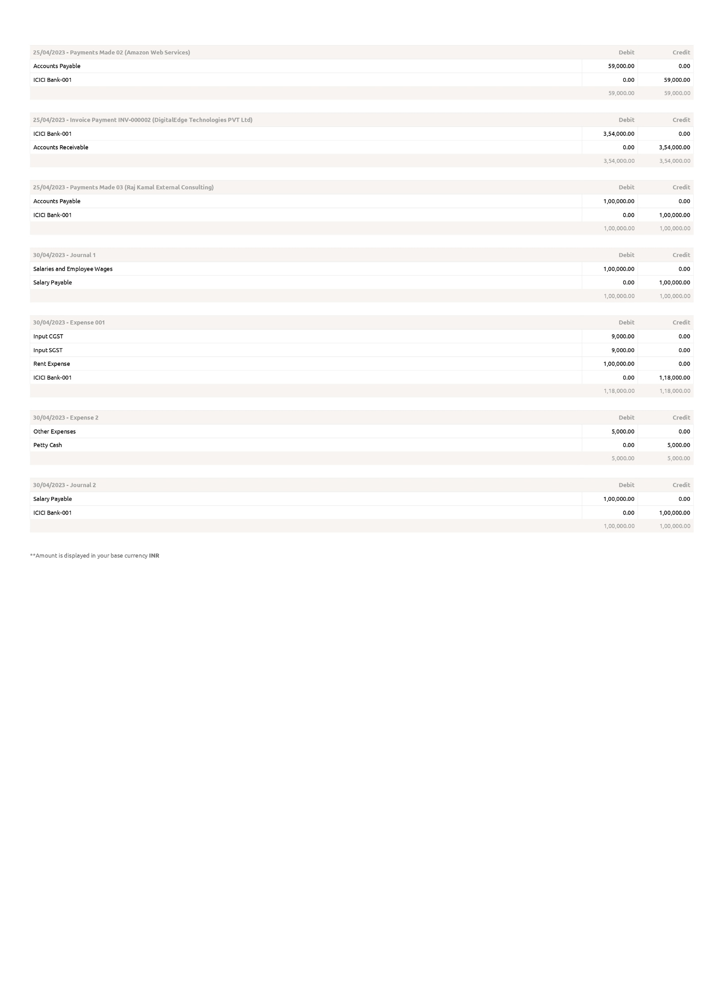 25/04/2023 - Payments Made 02 (Amazon Web Services) Debit Credit
Accounts Payable 59,000.00 0.00
ICICI Bank-001 0.00 59,000.00
59,000.00 59,000.00
25/04/2023 - Invoice Payment INV-000002 (DigitalEdge Technologies PVT Ltd) Debit Credit
ICICI Bank-001 3,54,000.00 0.00
Accounts Receivable 0.00 3,54,000.00
3,54,000.00 3,54,000.00
25/04/2023 - Payments Made 03 (Raj Kamal External Consulting) Debit Credit
Accounts Payable 1,00,000.00 0.00
ICICI Bank-001 0.00 1,00,000.00
1,00,000.00 1,00,000.00
30/04/2023 - Journal 1 Debit Credit
Salaries and Employee Wages 1,00,000.00 0.00
Salary Payable 0.00 1,00,000.00
1,00,000.00 1,00,000.00
30/04/2023 - Expense 001 Debit Credit
Input CGST 9,000.00 0.00
Input SGST 9,000.00 0.00
Rent Expense 1,00,000.00 0.00
ICICI Bank-001 0.00 1,18,000.00
1,18,000.00 1,18,000.00
30/04/2023 - Expense 2 Debit Credit
Other Expenses 5,000.00 0.00
Petty Cash 0.00 5,000.00
5,000.00 5,000.00
30/04/2023 - Journal 2 Debit Credit
Salary Payable 1,00,000.00 0.00
ICICI Bank-001 0.00 1,00,000.00
1,00,000.00 1,00,000.00
**Amount is displayed in your base currency INR